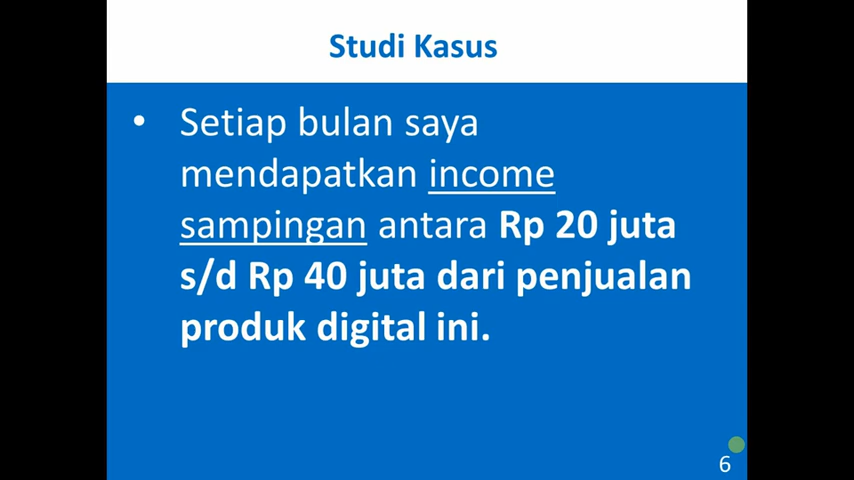 Studi Kasus
• Setiap bulan saya
mendapatkan income
sampingan antara Rp 20 juta
s/d Rp 40 juta dari penjualan
produk digital ini.
6